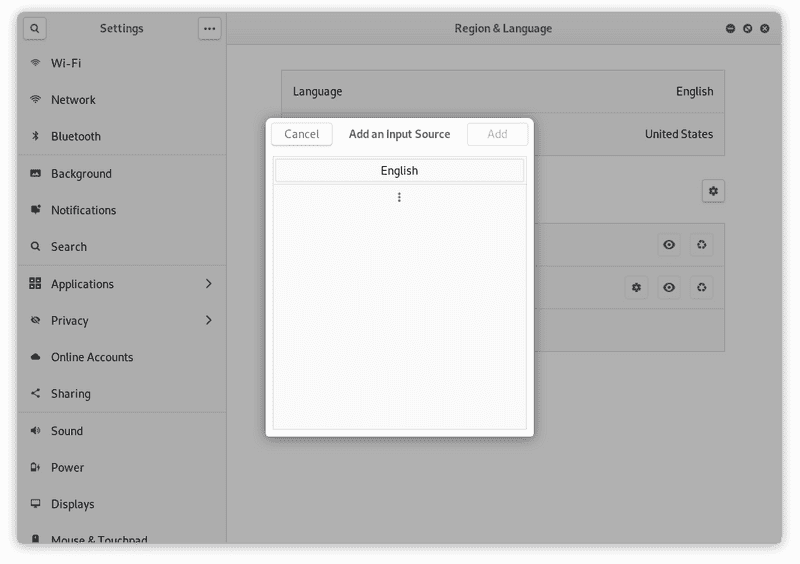 Settings
Region & Language
Wi-Fi
Network
Bluetooth
Background
Notifications
Search
Applications
Privacy
Online Accounts
Sharing
Sound
Power
Displays
Mouse & Touchpad
Language English
United States
Cancel Add an Input Source Add
English